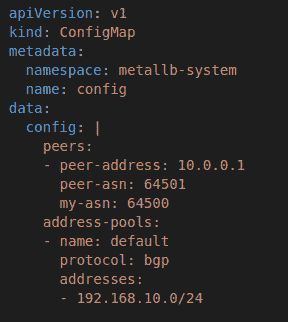 apiVersion: v1
kind: ConfigMap
metadata:
  namespace: metallb-system
  name: config
data:
  config: |
    peers:
    - peer-address: 10.0.0.1
      peer-asn: 64501
      my-asn: 64500
    address-pools:
    - name: default
      protocol: bgp
      addresses:
      - 192.168.10.0/24